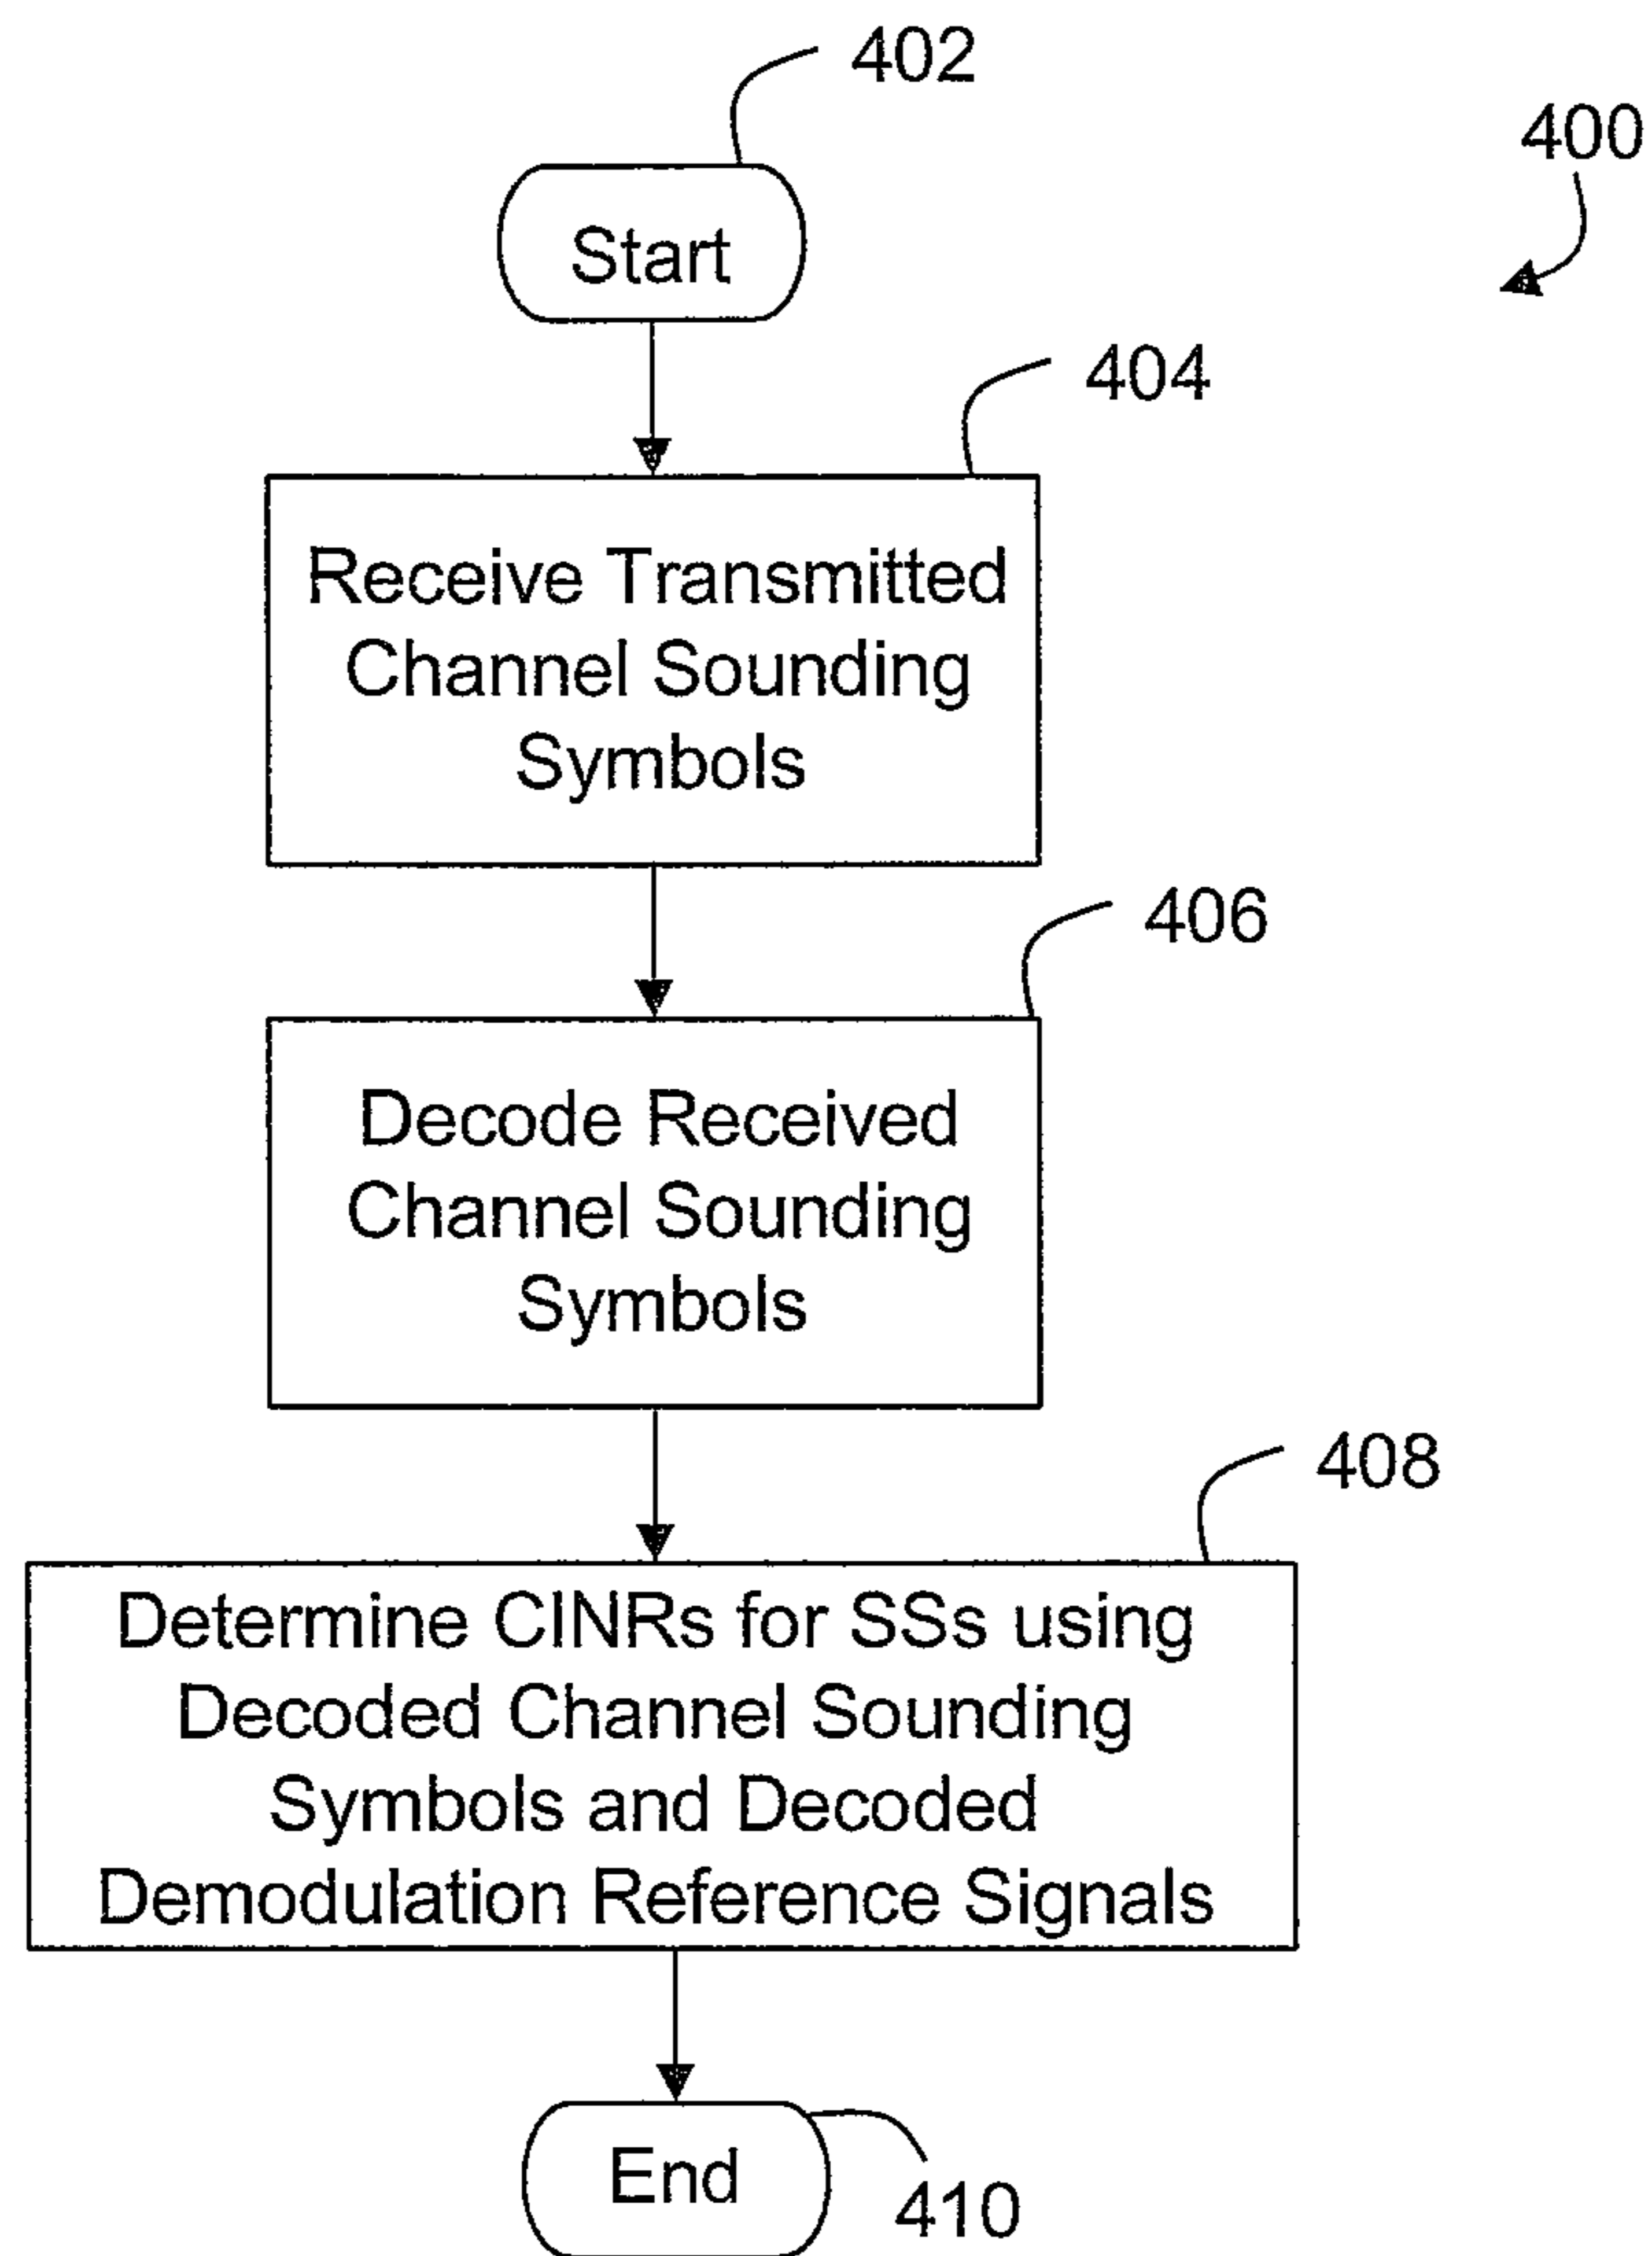 402
400
Start
404
Receive Transmitted
Channel Sounding
Symbols
406
Decode Received
Channel Sounding
Symbols
408
Determine CINRs for SSs using
Decoded Channel Sounding
Symbols and Decoded
Demodulation Reference Signals
End
410